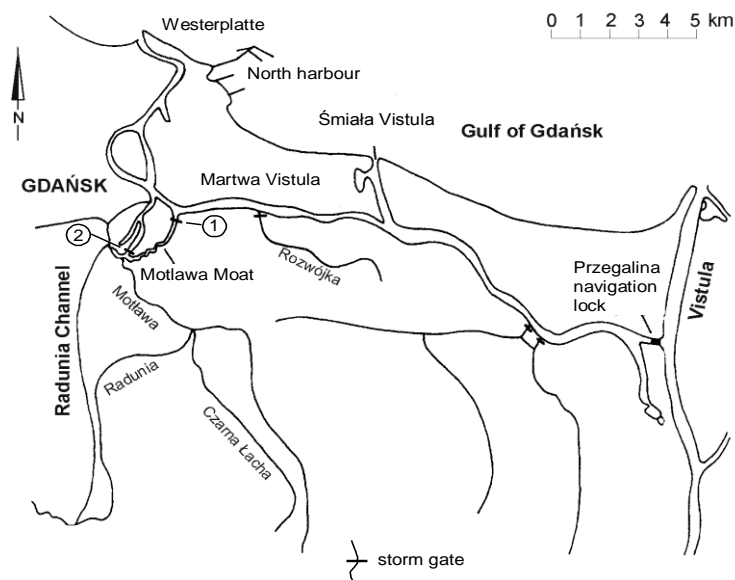 Westerplatte
0 1 2 3 4 5 km
North harbour
N
Śmiała Vistula
Gulf of Gdańsk
GDAŃSK
Martwa Vistula
1
2
Motlawa Moat
Rozwójka
Przegalina
navigation
lock
Vistula
Radunia Channel
Motława
Radunia
Czarna Łacha
storm gate